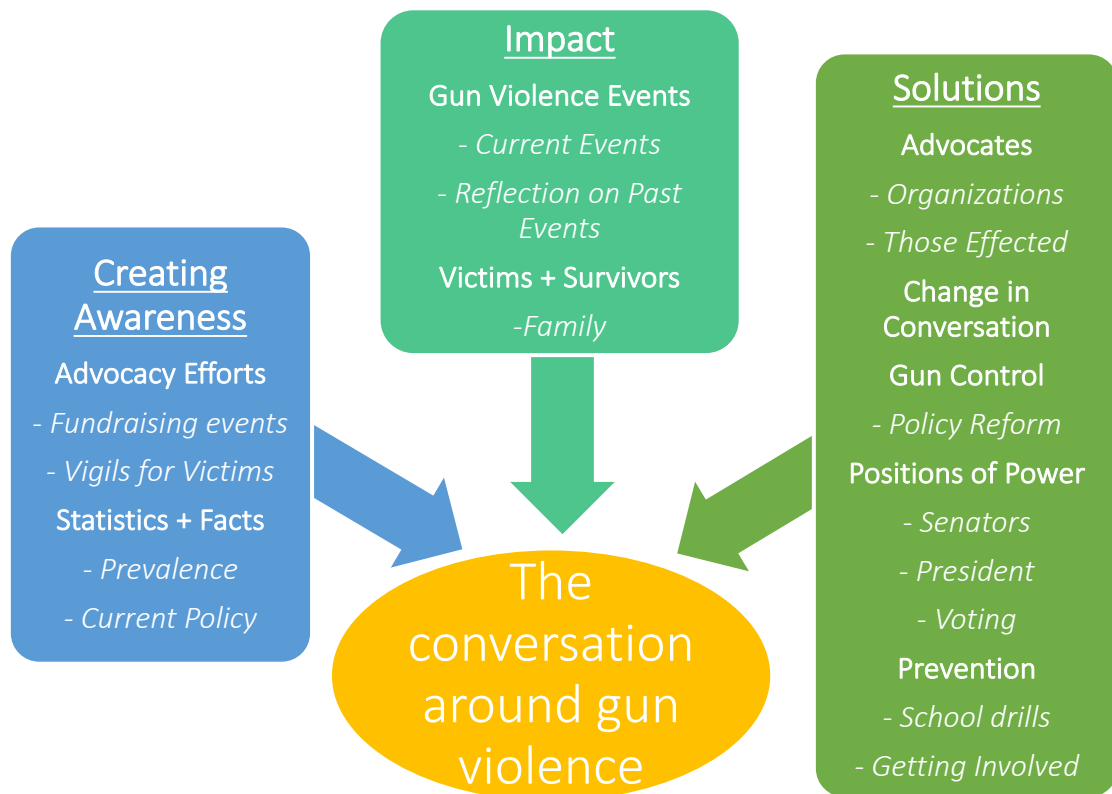 Creating
Awareness
Advocacy Efforts
- Fundraising events
- Vigils for Victims
Statistics + Facts
- Prevalence
- Current Policy
Impact
Gun Violence Events
- Current Events
- Reflection on Past
Events
Victims + Survivors
-Family
Solutions
Advocates
- Organizations
- Those Effected
Change in
Conversation
Gun Control
- Policy Reform
Positions of Power
- Senators
- President
- Voting
Prevention
- School drills
- Getting Involved
The
conversation
around gun
violence